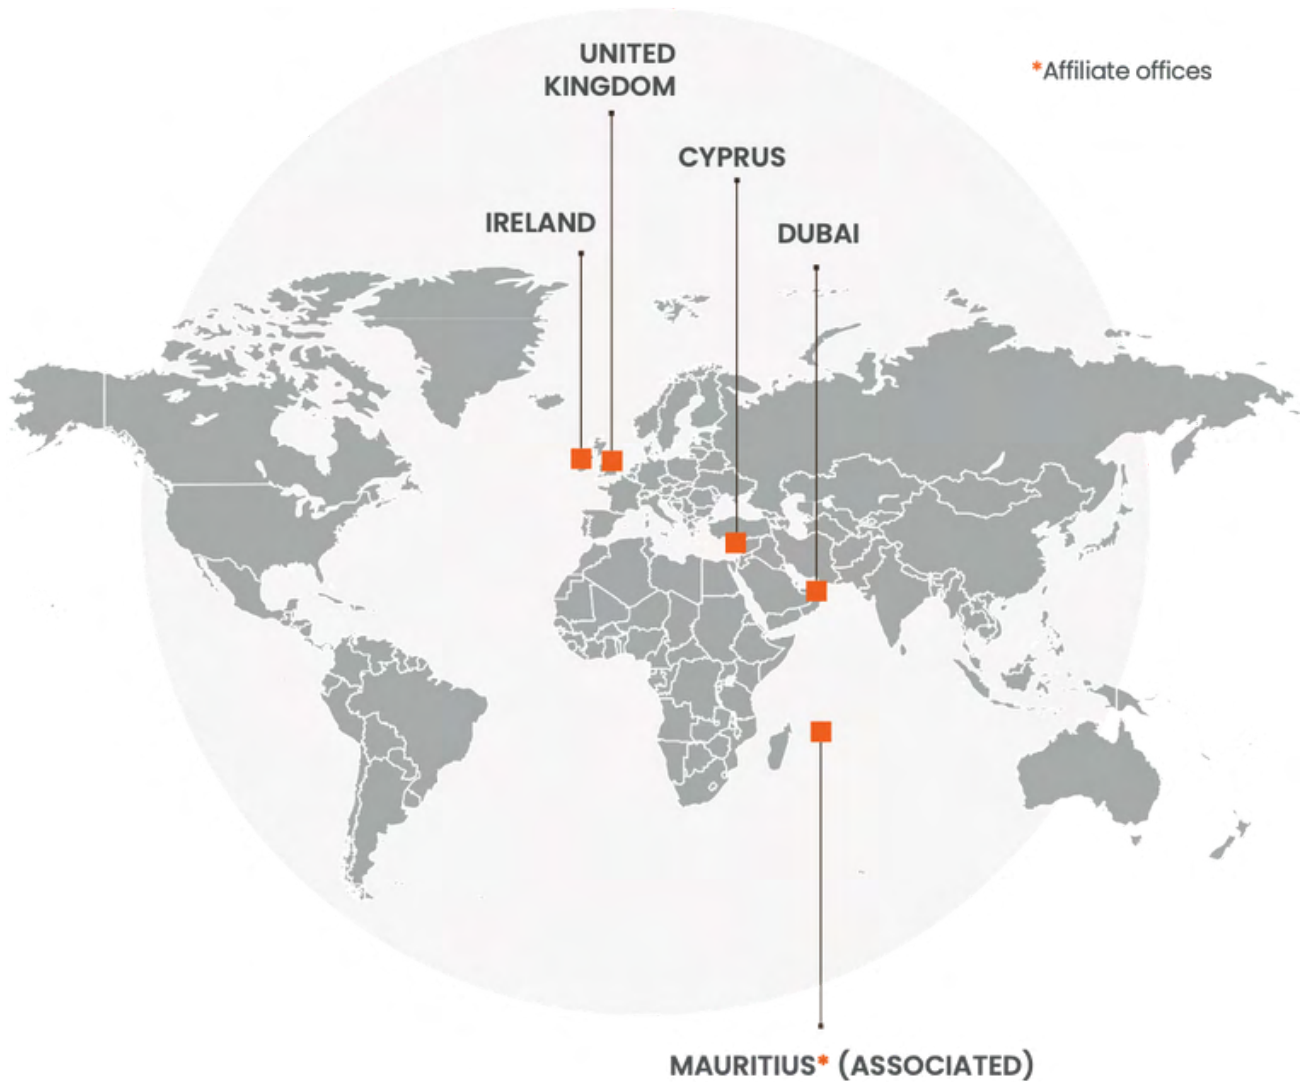 UNITED
KINGDOM
*Affiliate offices
CYPRUS
IRELAND
DUBAI
MAURITIUS* (ASSOCIATED)